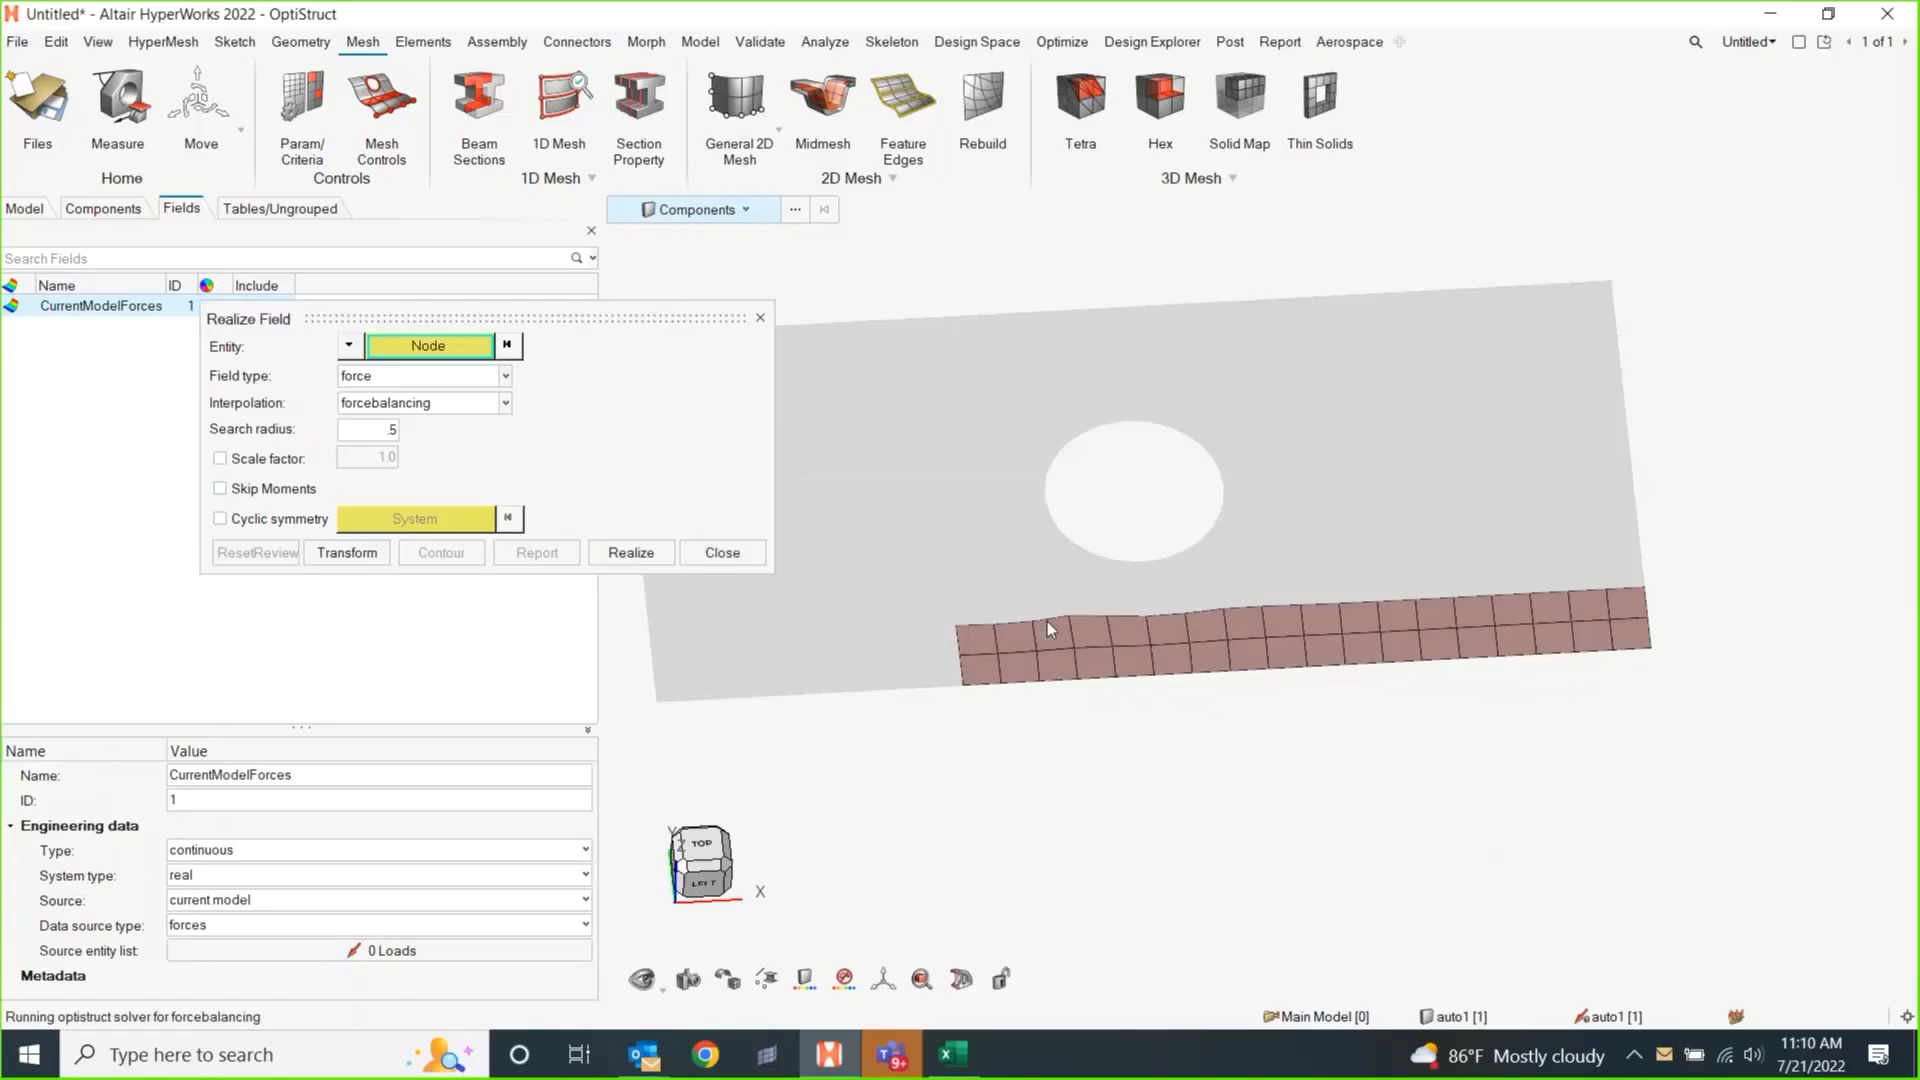 Untitled* - Altair HyperWorks 2022 - OptiStruct
File Edit View HyperMesh Sketch Geometry Mesh Elements Assembly Connectors Morph Model Validate Analyze Skeleton Design Space Optimize Design Explorer Post Report Aerospace Untitled 1 of 1
Files Measure Move Param/ Criteria Mesh Controls Beam Sections 1D Mesh Section Property General 2D Mesh Midmesh Feature Edges Rebuild Tetra Hex Solid Map Thin Solids
Home Controls 1D Mesh 2D Mesh 3D Mesh
Model Components Fields Tables/Ungrouped Components
Search Fields
Name ID Include
CurrentModelForces 1
Realize Field
Entity: Node
Field type: force
Interpolation: forcebalancing
Search radius: .5
Scale factor: 1.0
Skip Moments
Cyclic symmetry System
ResetReview Transform Contour Report Realize Close
Name Value
Name: CurrentModelForces
ID: 1
Engineering data
Type: continuous
System type: real
Source: current model
Data source type: forces
Source entity list: 0 Loads
Metadata
Y
Z
TOP
LEFT
X
Running optistruct solver for forcebalancing Main Model [0] auto1 [1] auto1 [1]
Type here to search 9+ 86°F Mostly cloudy 11:10 AM
7/21/2022